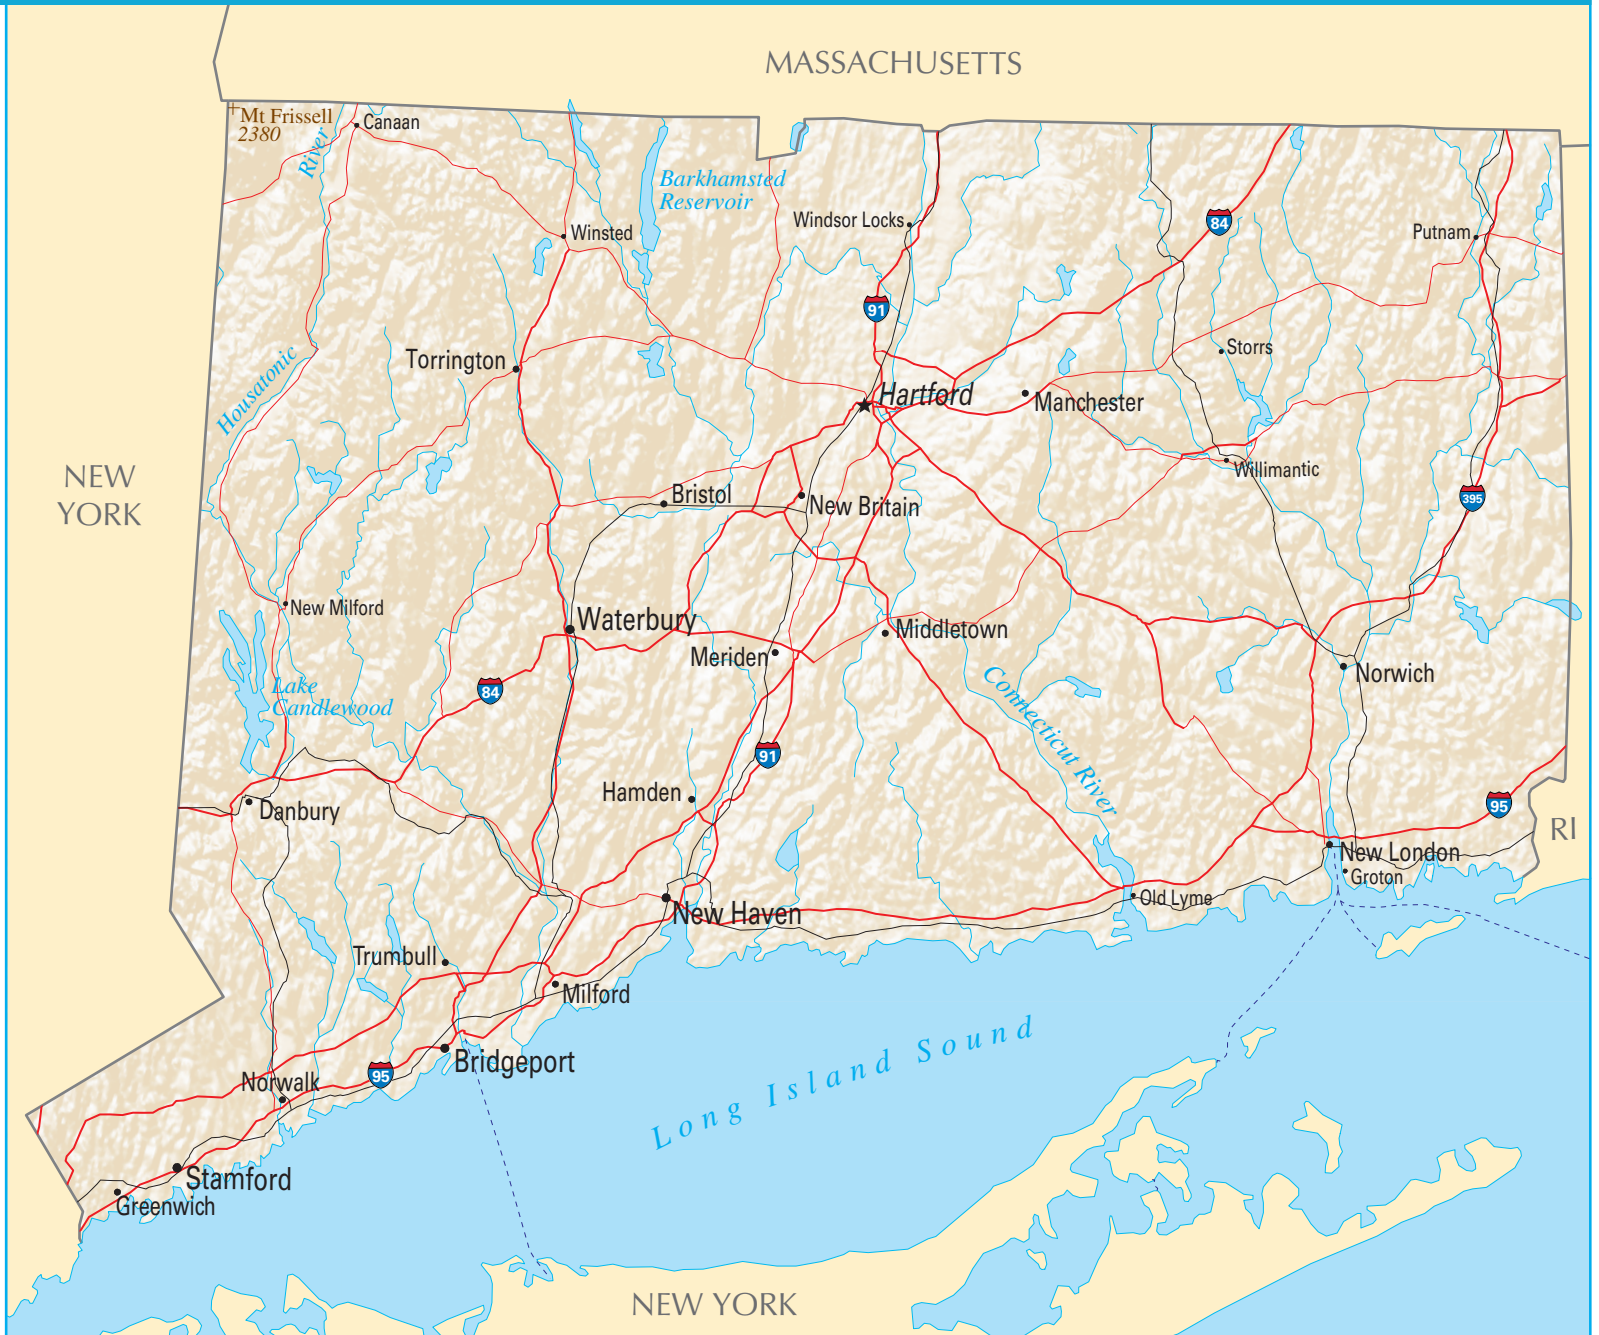 MASSACHUSETTS
Mt Frissell
2380
Canaan
River
Barkhamsted
Reservoir
Windsor Locks
Winsted
84
Putnam
91
Storrs
Torrington
Housatonic
Hartford
Manchester
NEW
YORK
Willimantic
Bristol
New Britain
395
New Milford
Waterbury
Middletown
Meriden
Norwich
84
Lake
Candlewood
Connecticut River
91
Hamden
95
Danbury
RI
New London
Groton
Old Lyme
New Haven
Trumbull
Milford
Long Island Sound
Bridgeport
95
Norwalk
Stamford
Greenwich
NEW YORK